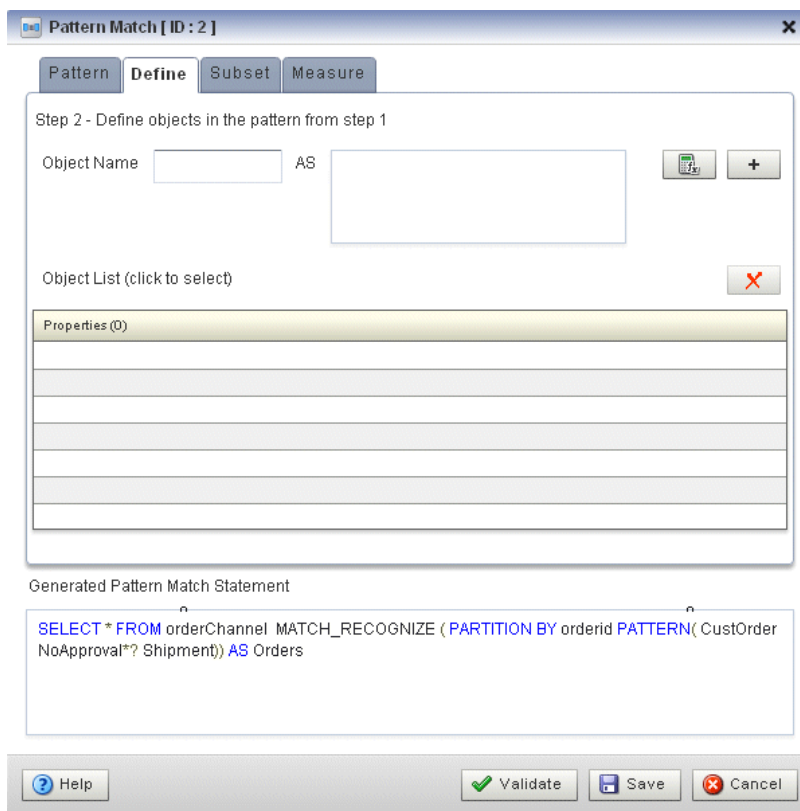 Pattern Match [ ID : 2 ]
Pattern Define Subset Measure
Step 2 - Define objects in the pattern from step 1
Object Name AS
+
Object List (click to select)
Properties (0)
Generated Pattern Match Statement
SELECT * FROM orderChannel MATCH_RECOGNIZE ( PARTITION BY orderid PATTERN( CustOrder
NoApproval*? Shipment)) AS Orders
Help Validate Save Cancel